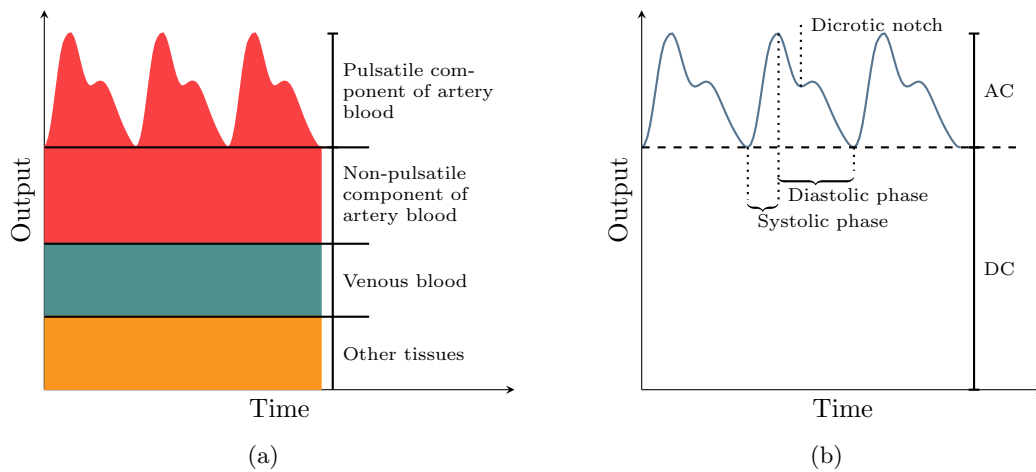 Pulsatile com-
ponent of artery
blood
Non-pulsatile
component of
artery blood
Venous blood
Other tissues
Output
Time
(a)
Dicrotic notch
AC
Diastolic phase
Systolic phase
DC
Output
Time
(b)